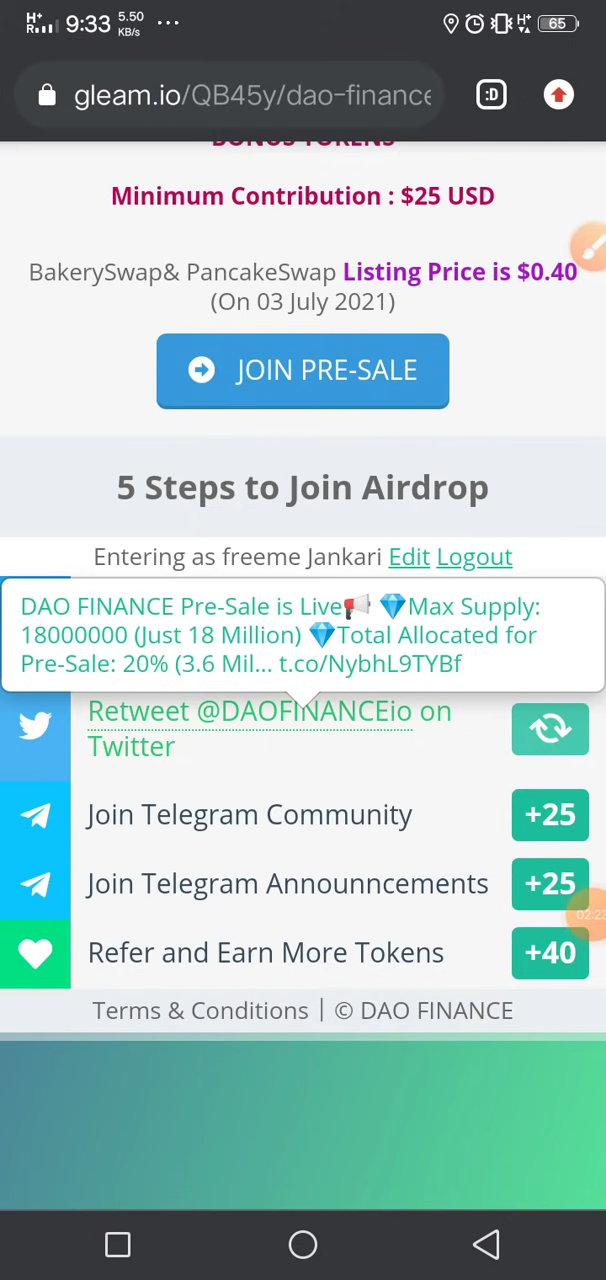 H+
R
9:33
5.50
KB/s
...
H+
65
gleam.io/QB45y/dao-finance
:D
BONUS TOKENS
Minimum Contribution : $25 USD
BakerySwap& PancakeSwap Listing Price is $0.40
(On 03 July 2021)
JOIN PRE-SALE
5 Steps to Join Airdrop
Entering as freeme Jankari Edit Logout
DAO FINANCE Pre-Sale is Live📢 💎Max Supply:
18000000 (Just 18 Million) 💎Total Allocated for
Pre-Sale: 20% (3.6 Mil... t.co/NybhL9TYBf
Retweet @DAOFINANCEio on
Twitter
Join Telegram Community
+25
Join Telegram Announncements
+25
02:23
Refer and Earn More Tokens
+40
Terms & Conditions | © DAO FINANCE